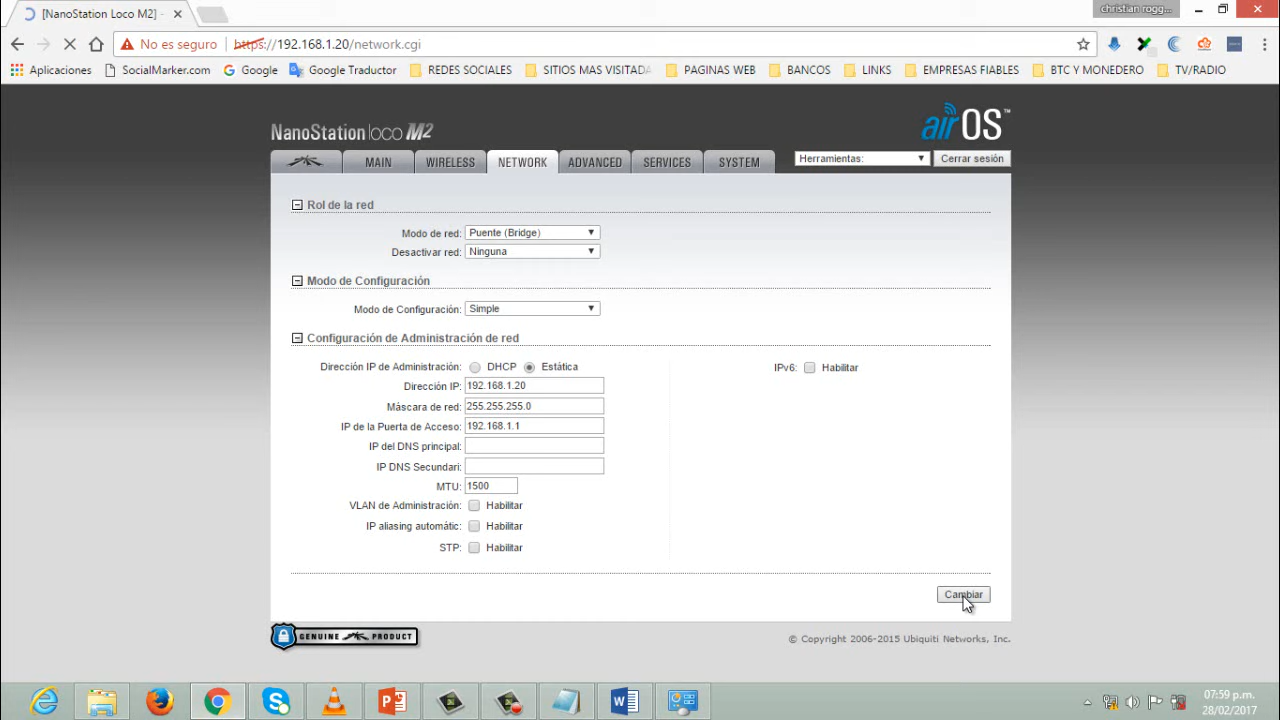 [NanoStation Loco M2] -
christian rogg...
No es seguro https://192.168.1.20/network.cgi
Aplicaciones SocialMarker.com Google Google Traductor REDES SOCIALES SITIOS MAS VISITADA PAGINAS WEB BANCOS LINKS EMPRESAS FIABLES BTC Y MONEDERO TV/RADIO
NanoStation loco M2
airOS™
MAIN WIRELESS NETWORK ADVANCED SERVICES SYSTEM Herramientas: Cerrar sesión
Rol de la red
Modo de red: Puente (Bridge)
Desactivar red: Ninguna
Modo de Configuración
Modo de Configuración: Simple
Configuración de Administración de red
Dirección IP de Administración: DHCP Estática IPv6: Habilitar
Dirección IP: 192.168.1.20
Máscara de red: 255.255.255.0
IP de la Puerta de Acceso: 192.168.1.1
IP del DNS principal:
IP DNS Secundari:
MTU: 1500
VLAN de Administración: Habilitar
IP aliasing automátic: Habilitar
STP: Habilitar
Cambiar
GENUINE PRODUCT
© Copyright 2006-2015 Ubiquiti Networks, Inc.
07:59 p.m.
28/02/2017